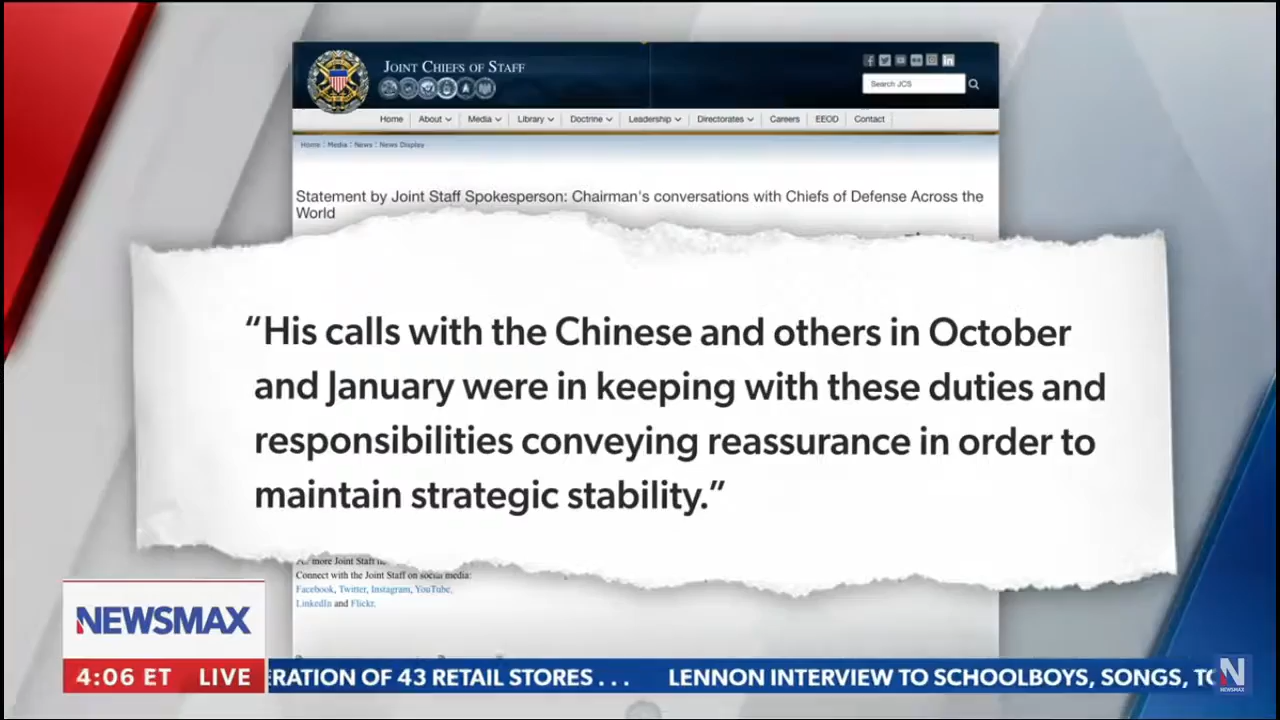 JOINT CHIEFS OF STAFF
Search JCS
Home About Media Library Doctrine Leadership Directorates Careers EEOD Contact
Home : Media : News : News Display
Statement by Joint Staff Spokesperson: Chairman's conversations with Chiefs of Defense Across the
World
“His calls with the Chinese and others in October
and January were in keeping with these duties and
responsibilities conveying reassurance in order to
maintain strategic stability.”
more Joint Staff
Connect with the Joint Staff on social media:
Facebook, Twitter, Instagram, YouTube,
LinkedIn and Flickr.
NEWSMAX
4:06 ET LIVE
ERATION OF 43 RETAIL STORES . . . LENNON INTERVIEW TO SCHOOLBOYS, SONGS, TO
N
NEWSMAX